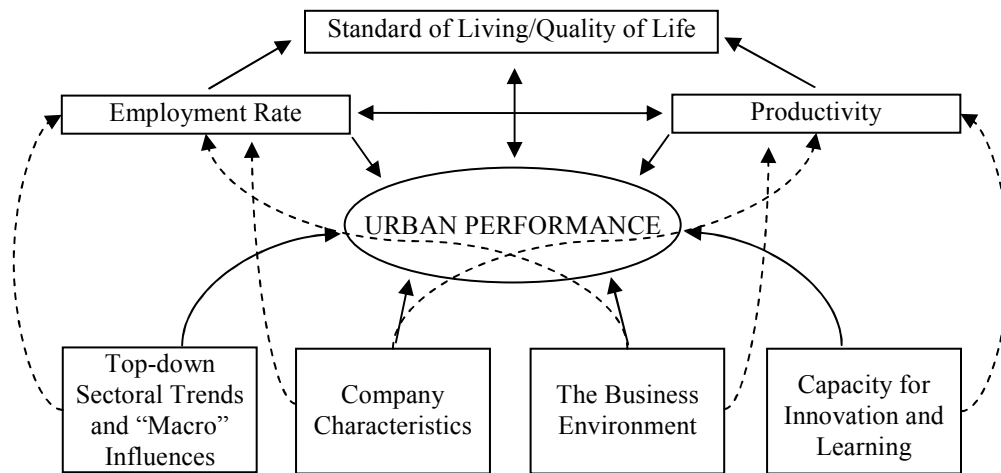 Standard of Living/Quality of Life
Employment Rate
Productivity
URBAN PERFORMANCE
Top-down
Sectoral Trends
and “Macro”
Influences
Company
Characteristics
The Business
Environment
Capacity for
Innovation and
Learning